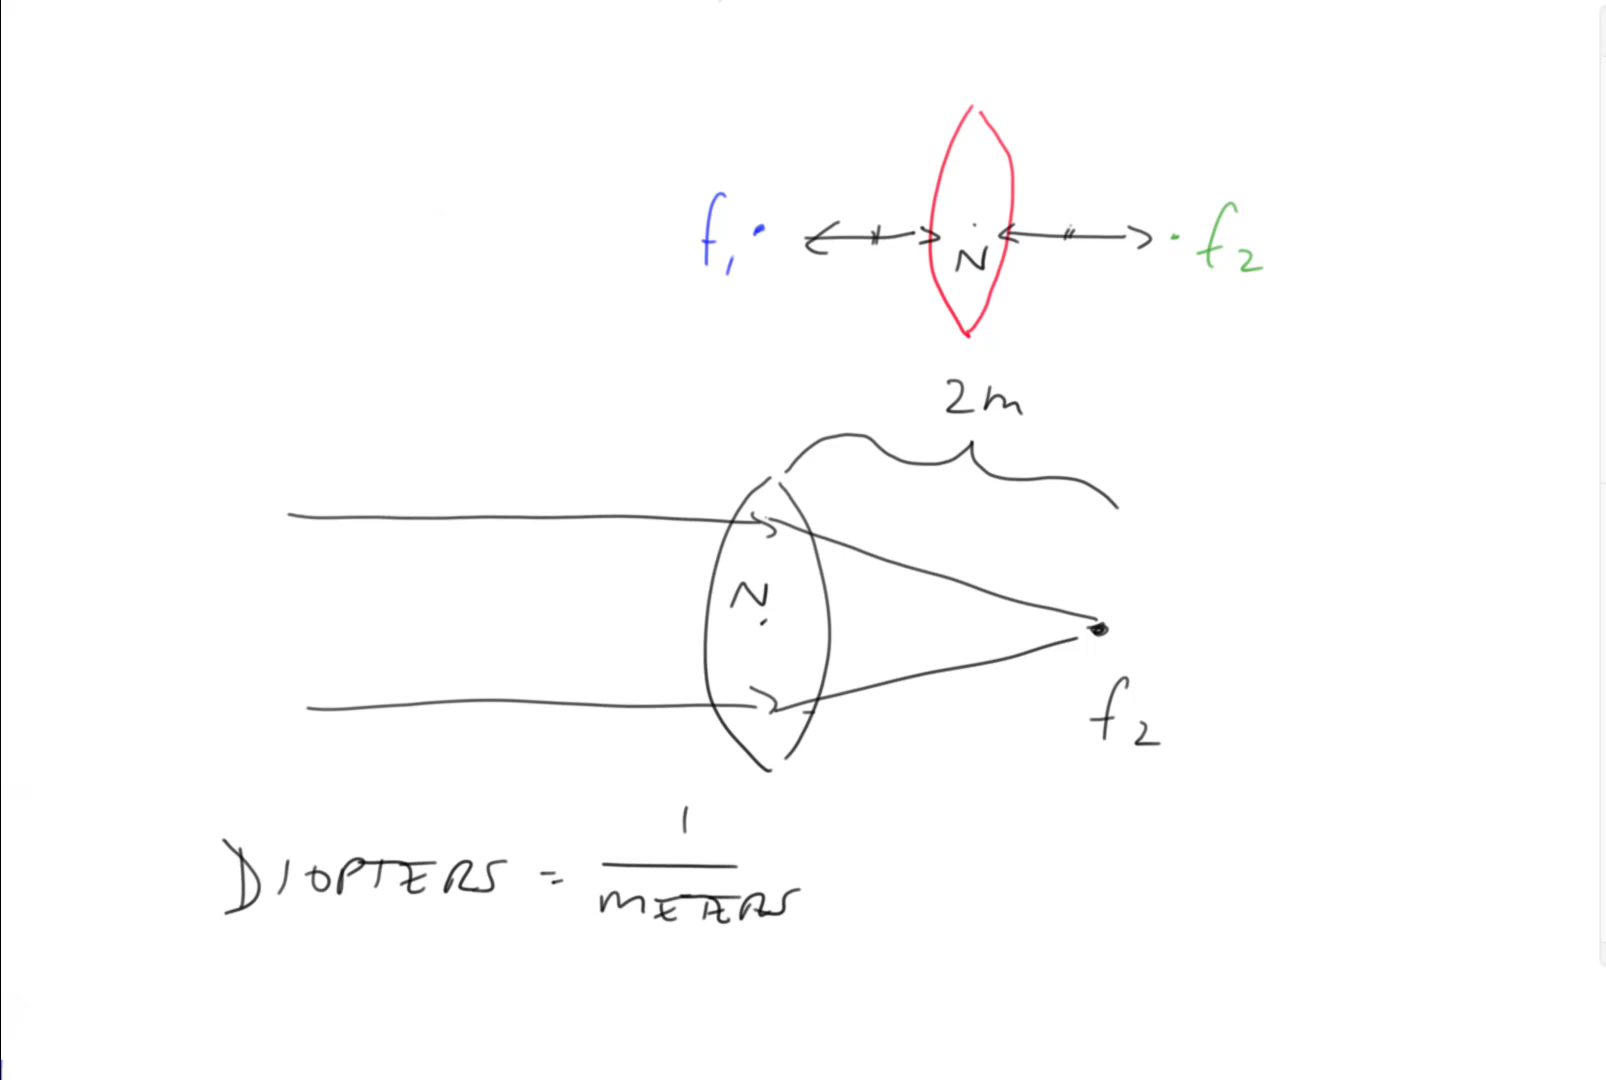 f₁ N f₂
2m
N
f₂
DIOPTERS = 1
METERS